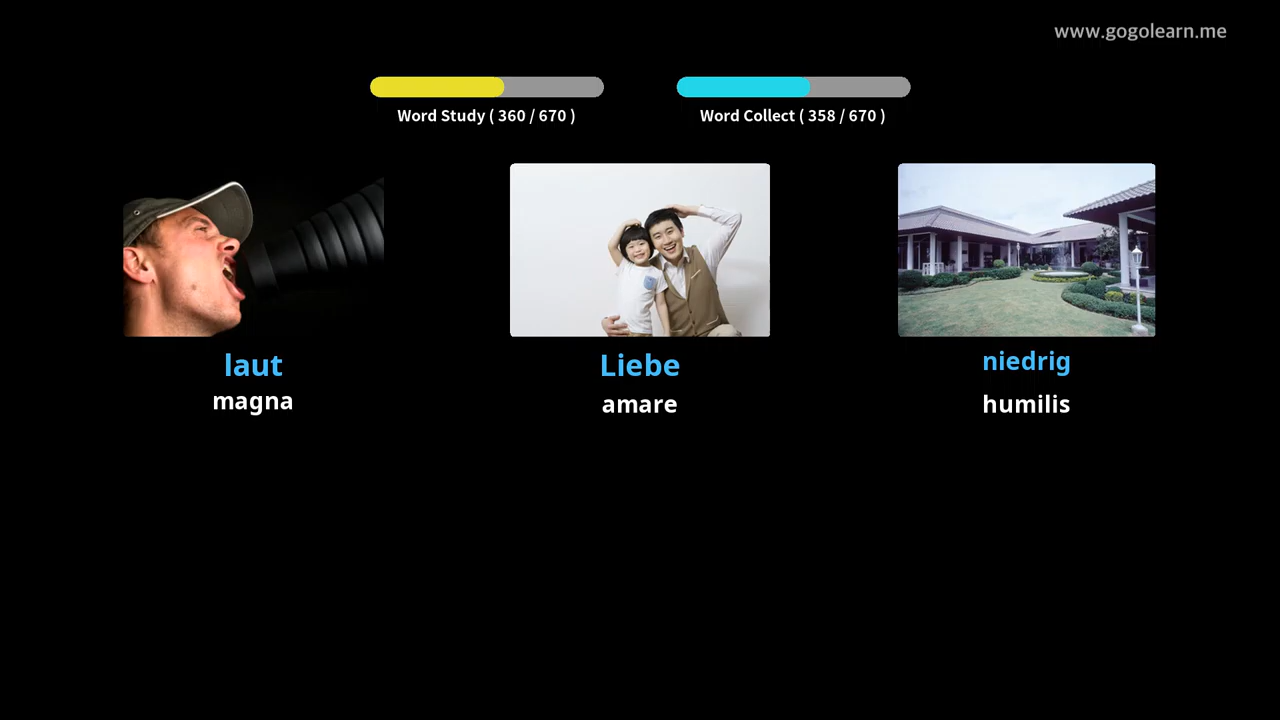 www.gogolearn.me
Word Study ( 360 / 670 )
Word Collect ( 358 / 670 )
laut
magna
Liebe
amare
niedrig
humilis